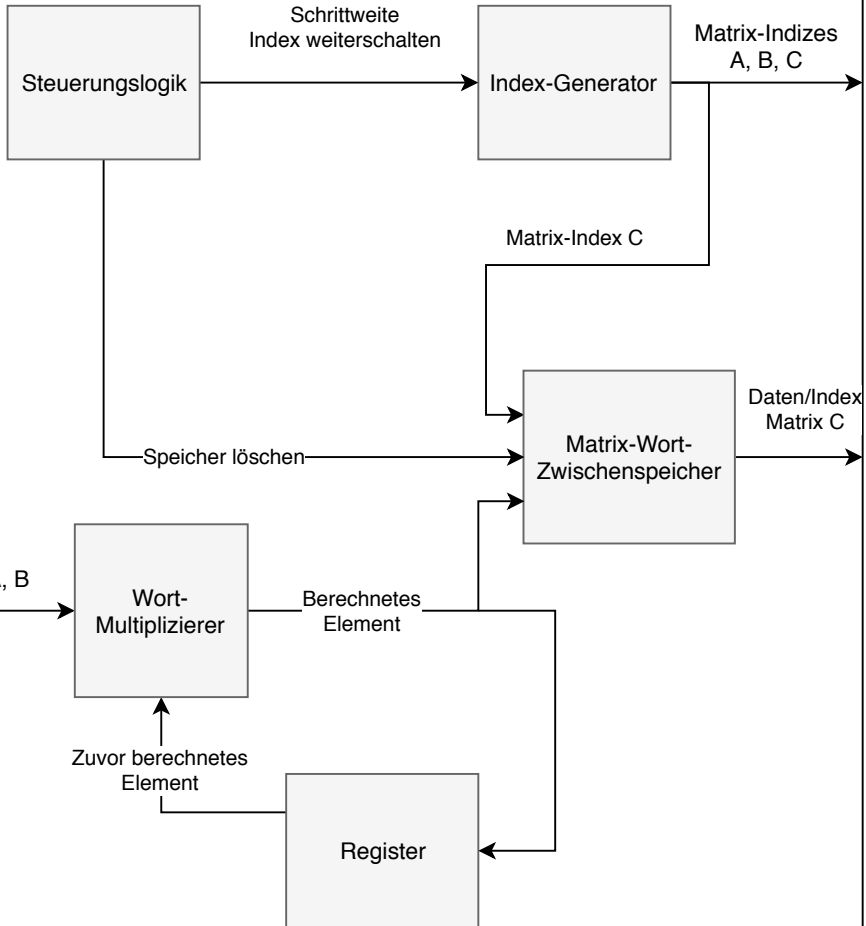 Schrittweite
Index weiterschalten
Matrix-Indizes
A, B, C
Steuerungslogik
Index-Generator
Matrix-Index C
Daten/Index
Matrix C
Matrix-Wort-
Zwischenspeicher
Speicher löschen
, B
Wort-
Multiplizierer
Berechnetes
Element
Zuvor berechnetes
Element
Register